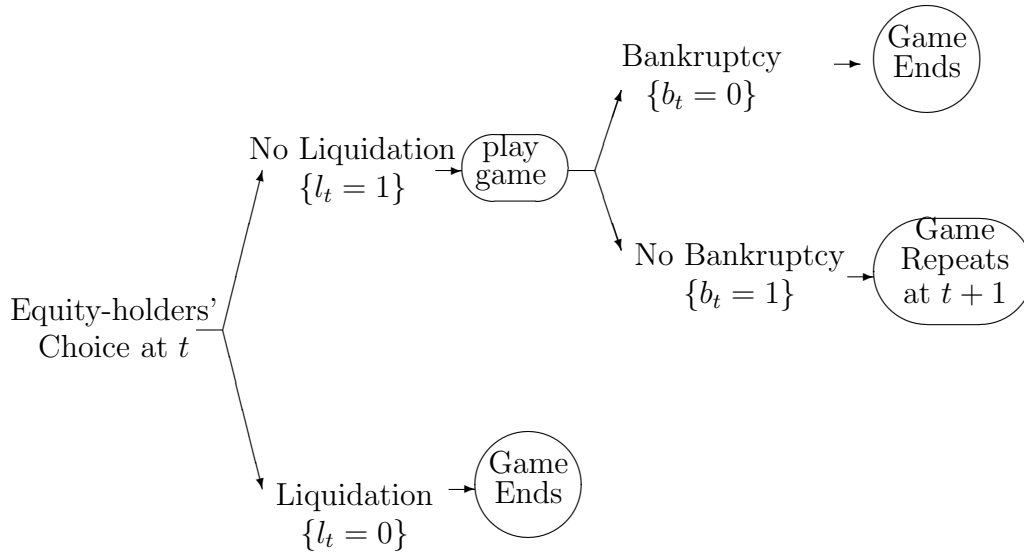 Equity-holders'
Choice at t
No Liquidation
{l_t = 1}
play
game
Bankruptcy
{b_t = 0}
Game
Ends
No Bankruptcy
{b_t = 1}
Game
Repeats
at t + 1
Liquidation
{l_t = 0}
Game
Ends